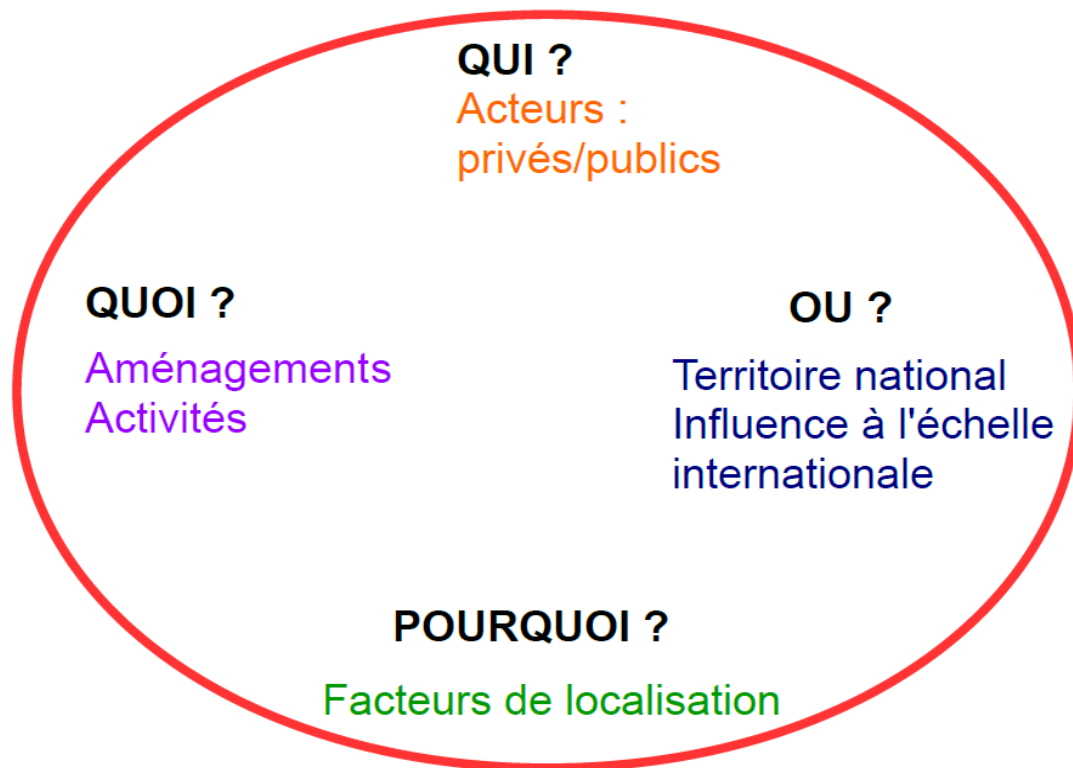 QUI ?
Acteurs :
privés/publics
QUOI ?
Aménagements
Activités
OU ?
Territoire national
Influence à l'échelle
internationale
POURQUOI ?
Facteurs de localisation